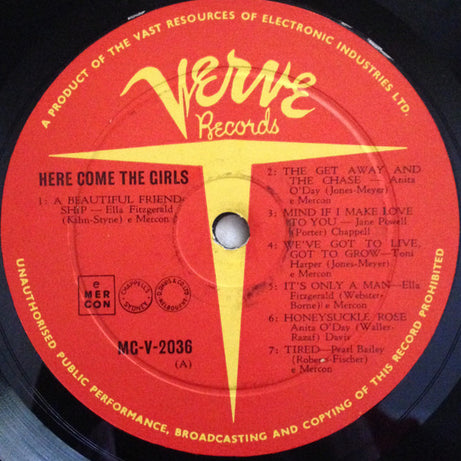 A PRODUCT OF THE VAST RESOURCES OF ELECTRONIC INDUSTRIES LTD.
Verve
Records
HERE COME THE GIRLS
1: A BEAUTIFUL FRIEND-
SHIP — Ella Fitzgerald
(Kahn-Styne) e Mercon
2: THE GET AWAY AND
THE CHASE — Anita
O'Day (Jones-Meyer)
e Mercon
3: MIND IF I MAKE LOVE
TO YOU — Jane Powell
(Porter) Chappell
4: WE'VE GOT TO LIVE,
GOT TO GROW—Toni
Harper (Jones-Meyer)
e Mercon
5: IT'S ONLY A MAN—Ella
Fitzgerald (Webster-
Borne) e Mercon
6: HONEYSUCKLE ROSE
Anita O'Day (Waller-
Razaf) Davis
7: TIRED—Pearl Bailey
(Roberts-Fischer)
e Mercon
e
MER
CON
CHAPPELLS
SYDNEY
MELBOURNE
MG-V-2036
(A)
UNAUTHORISED PUBLIC PERFORMANCE, BROADCASTING AND COPYING OF THIS RECORD PROHIBITED